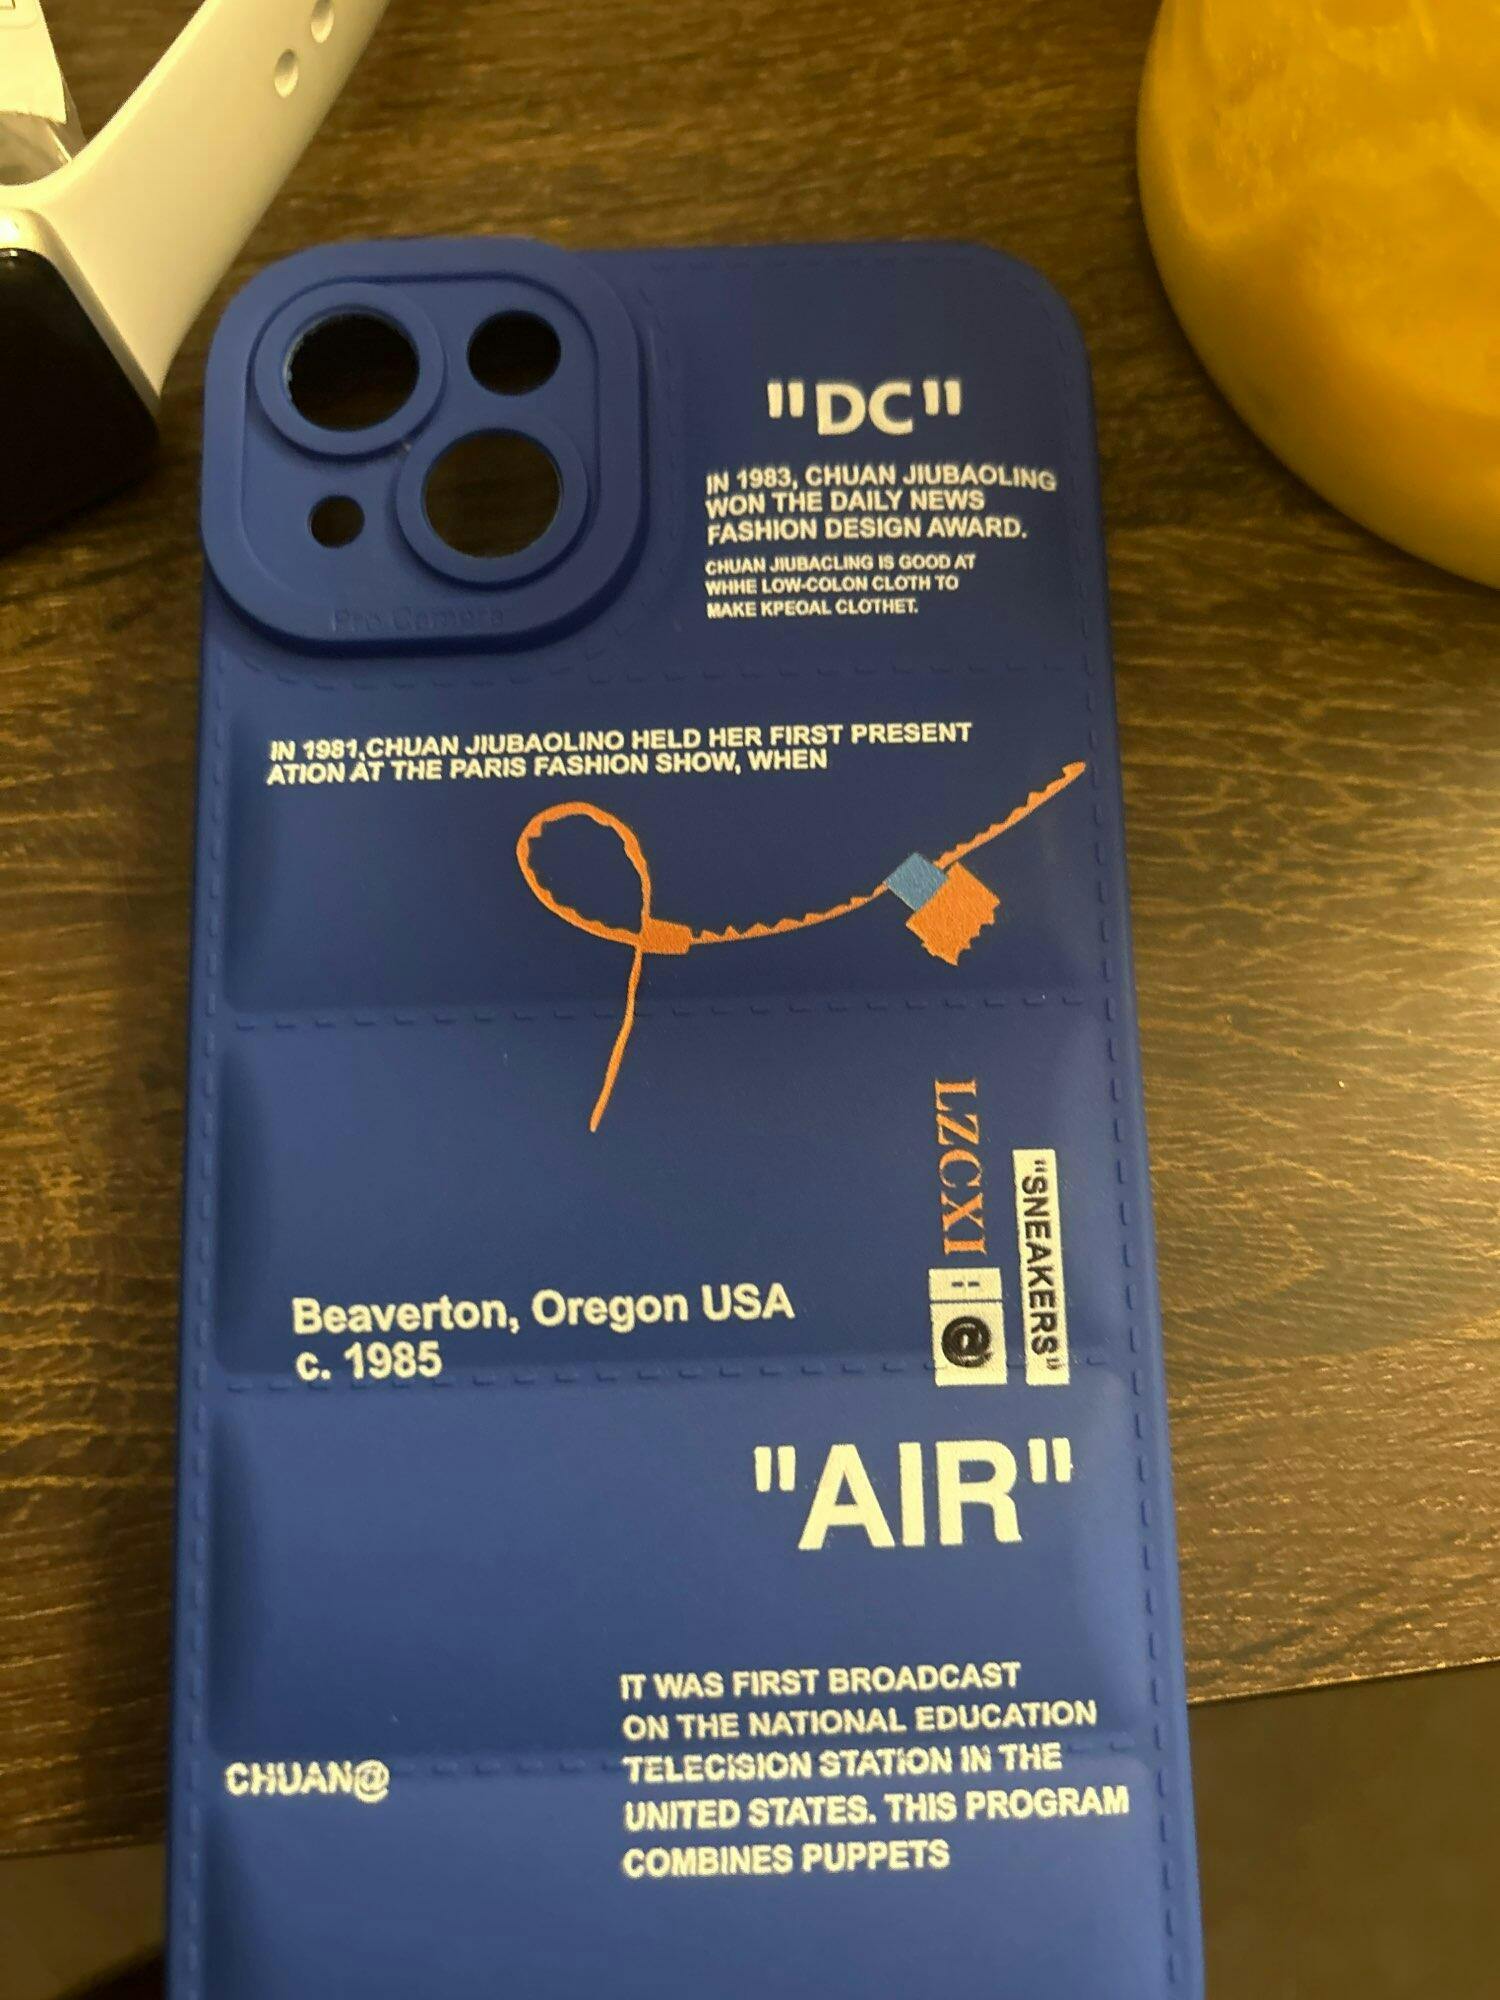 "DC"
IN 1983, CHUAN JIUBAOLING
WON THE DAILY NEWS
FASHION DESIGN AWARD.
CHUAN JIUBACLING IS GOOD AT
WHHE LOW-COLON CLOTH TO
MAKE KPEOAL CLOTHET.
Pro Camera
IN 1981,CHUAN JIUBAOLINO HELD HER FIRST PRESENT
ATION AT THE PARIS FASHION SHOW, WHEN
LZCXI
@
"SNEAKERS"
Beaverton, Oregon USA
c. 1985
"AIR"
IT WAS FIRST BROADCAST
ON THE NATIONAL EDUCATION
TELECISION STATION IN THE
UNITED STATES. THIS PROGRAM
COMBINES PUPPETS
CHUAN@